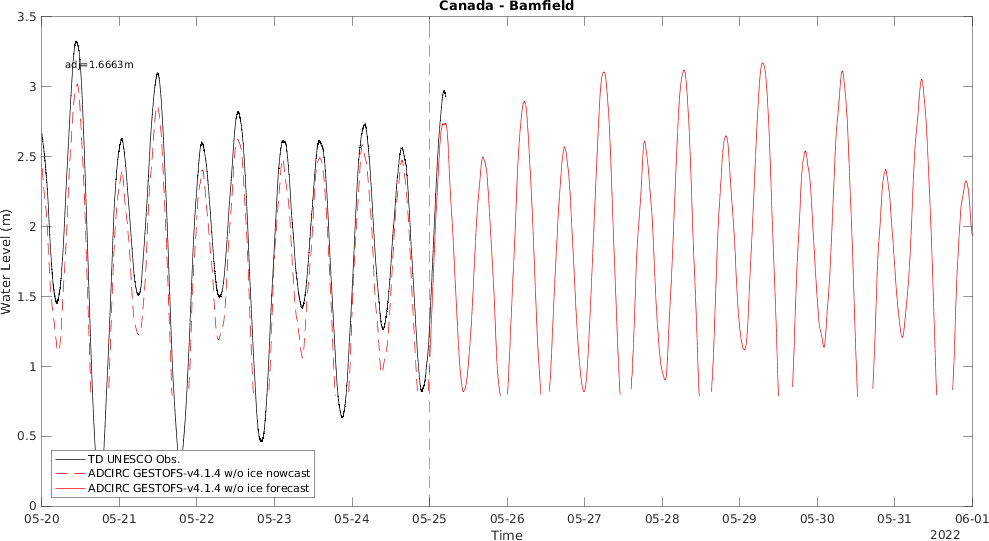 Canada - Bamfield
adj=1.6663m
3.5
3
2.5
2
1.5
1
0.5
0
Water Level (m)
TD UNESCO Obs.
ADCIRC GESTOFS-v4.1.4 w/o ice nowcast
ADCIRC GESTOFS-v4.1.4 w/o ice forecast
05-20 05-21 05-22 05-23 05-24 05-25 05-26 05-27 05-28 05-29 05-30 05-31 06-01
Time
2022